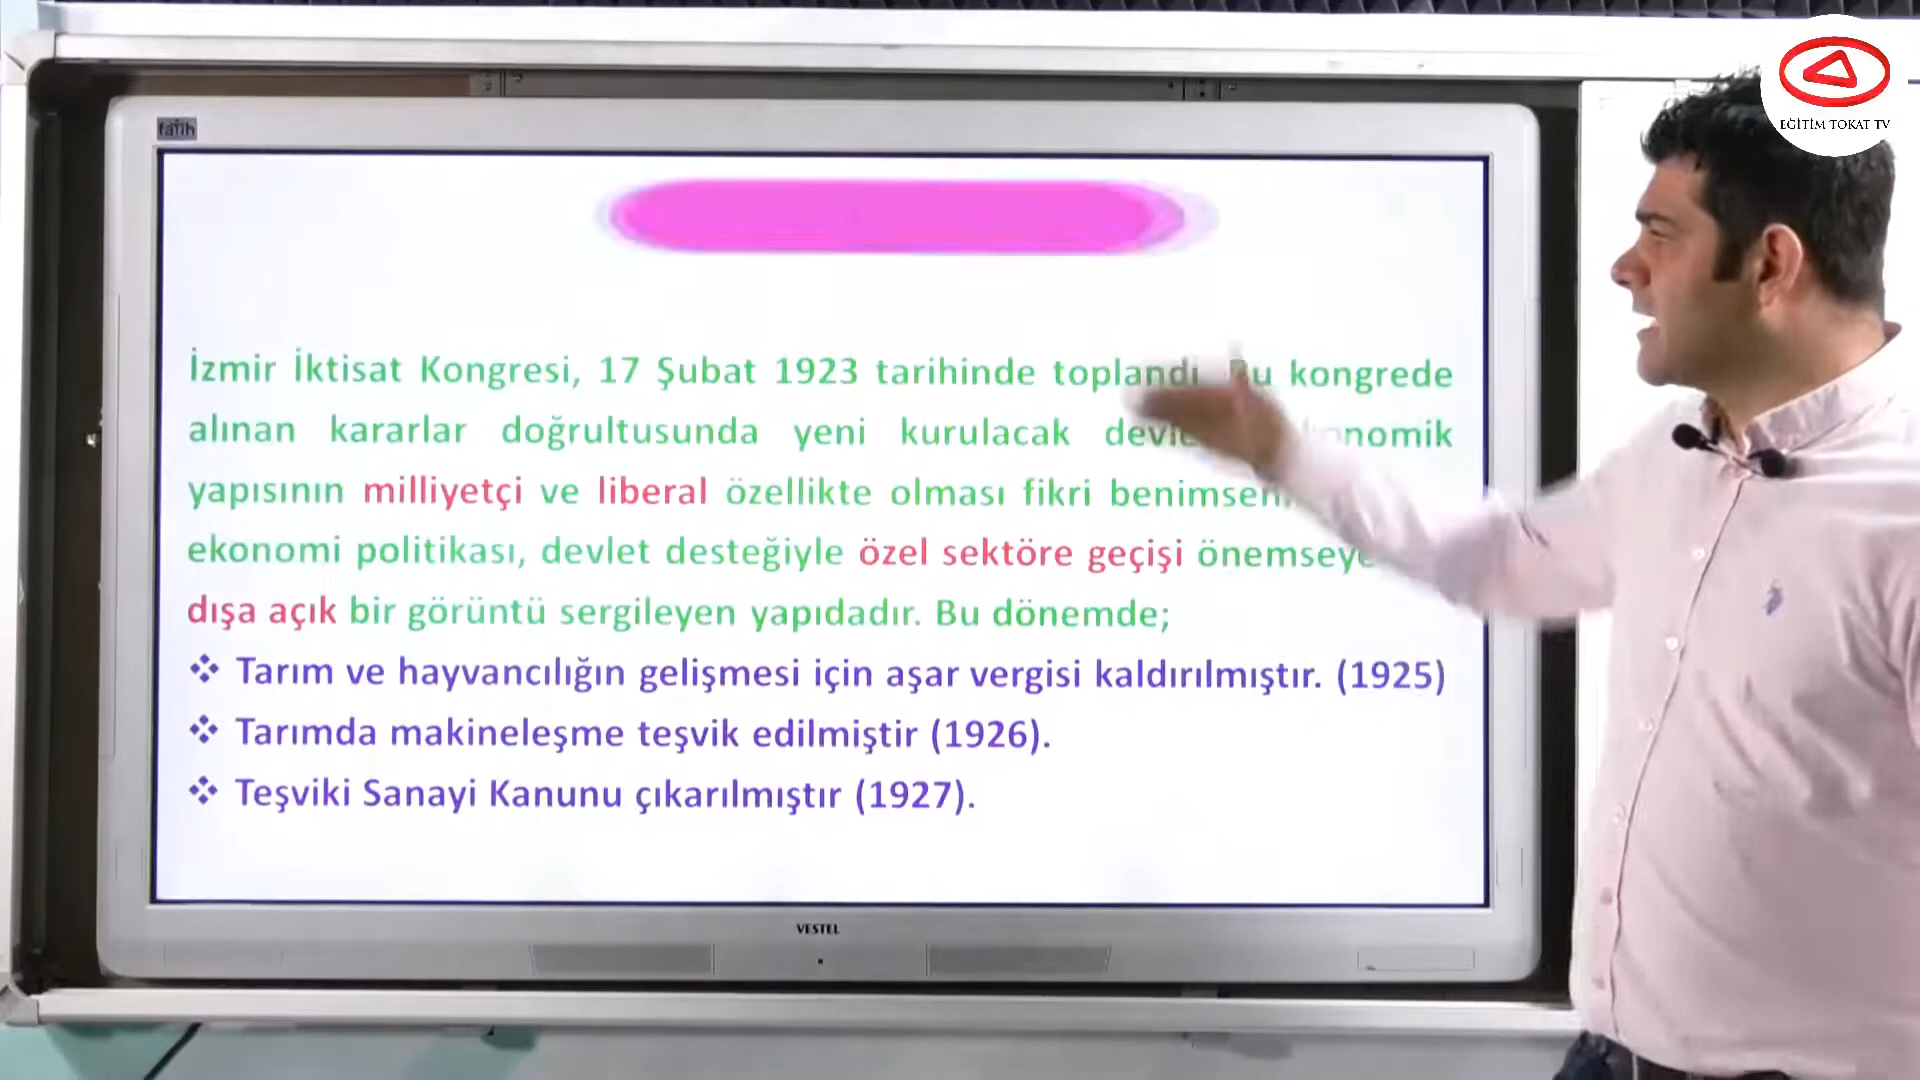 EĞİTİM TOKAT TV
fatih
İzmir İktisat Kongresi, 17 Şubat 1923 tarihinde toplandı. Bu kongrede
alınan kararlar doğrultusunda yeni kurulacak
yapısının milliyetçi ve liberal özellikte olması fikri
ekonomi politikası, devlet desteğiyle özel sektöre geçişi
dışa açık bir görüntü sergileyen yapıdadır. Bu dönemde;
❖ Tarım ve hayvancılığın gelişmesi için aşar vergisi kaldırılmıştır. (1925)
❖ Tarımda makineleşme teşvik edilmiştir (1926).
❖ Teşviki Sanayi Kanunu çıkarılmıştır (1927).
VESTEL